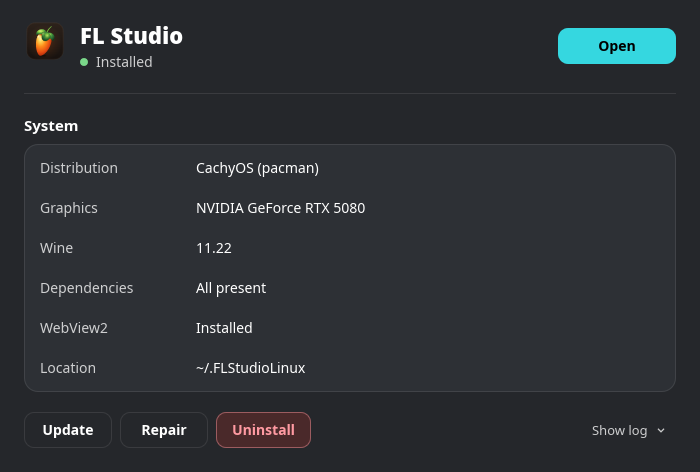 FL Studio
Installed
Open
System
Distribution CachyOS (pacman)
Graphics NVIDIA GeForce RTX 5080
Wine 11.22
Dependencies All present
WebView2 Installed
Location ~/.FLStudioLinux
Update Repair Uninstall Show log